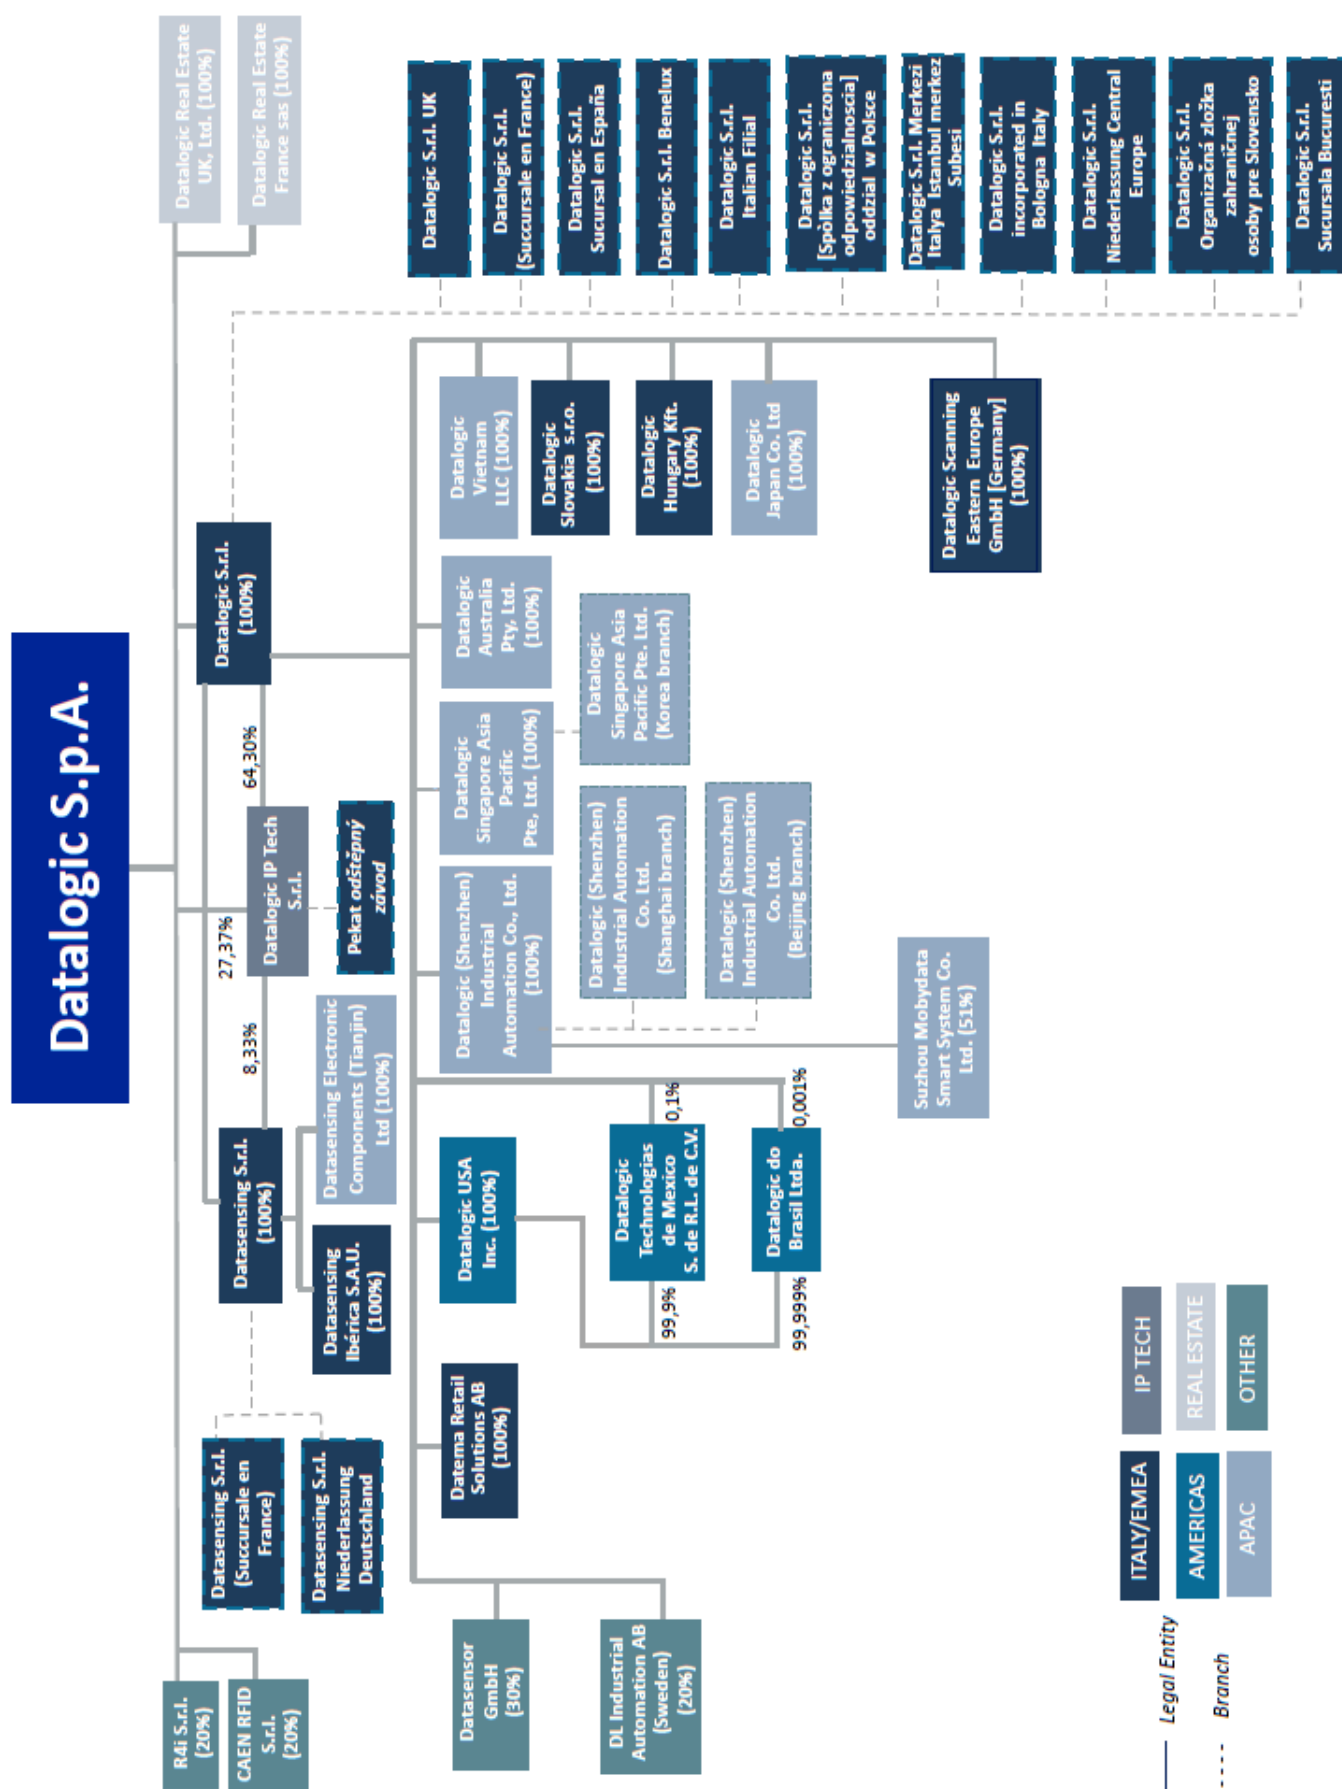 Datalogic S.p.A.
R4i S.r.l.
(20%)
CAEN RFID
S.r.l.
(20%)
Datalogic Real Estate
UK, Ltd. (100%)
Datalogic Real Estate
France sas (100%)
Datasensing S.r.l.
(Succursale en
France)
Datasensing S.r.l.
Niederlassung
Deutschland
Datasensing S.r.l.
(100%)
8,33%
27,37%
Datalogic IP Tech
S.r.l.
64,30%
Datalogic S.r.l.
(100%)
Datasensing
Ibérica S.A.U.
(100%)
Datasensing Electronic
Components (Tianjin)
Ltd (100%)
Pekat odštěpný
závod
Datasensor
GmbH
(30%)
DL Industrial
Automation AB
(Sweden)
(20%)
Datema Retail
Solutions AB
(100%)
Datalogic USA
Inc. (100%)
99,9%
Datalogic
Technologias
de Mexico
S. de R.L. de C.V.
0,1%
99,999%
Datalogic do
Brasil Ltda.
0,001%
Datalogic (Shenzhen)
Industrial
Automation Co., Ltd.
(100%)
Datalogic (Shenzhen)
Industrial Automation
Co. Ltd.
(Shanghai branch)
Datalogic (Shenzhen)
Industrial Automation
Co. Ltd.
(Beijing branch)
Suzhou Mobydata
Smart System Co.
Ltd. (51%)
Datalogic
Singapore Asia
Pacific
Pte, Ltd. (100%)
Datalogic
Singapore Asia
Pacific Pte. Ltd.
(Korea branch)
Datalogic
Australia
Pty, Ltd.
(100%)
Datalogic
Vietnam
LLC (100%)
Datalogic
Slovakia s.r.o.
(100%)
Datalogic
Hungary Kft.
(100%)
Datalogic
Japan Co. Ltd
(100%)
Datalogic Scanning
Eastern Europe
GmbH [Germany]
(100%)
Datalogic S.r.l. UK
Datalogic S.r.l.
(Succursale en France)
Datalogic S.r.l.
Sucursal en España
Datalogic S.r.l. Benelux
Datalogic S.r.l.
Italian Filial
Datalogic S.r.l.
[Spòlka z ograniczona
odpowiedzialnoscia]
oddzial w Polsce
Datalogic S.r.l. Merkezi
Italya Istanbul merkez
Subesi
Datalogic S.r.l.
incorporated in
Bologna Italy
Datalogic S.r.l.
Niederlassung Central
Europe
Datalogic S.r.l.
Organizačná zložka
zahraničnej
osoby pre Slovensko
Datalogic S.r.l.
Sucursala Bucuresti
Legal Entity
Branch
ITALY/EMEA
IP TECH
AMERICAS
REAL ESTATE
APAC
OTHER